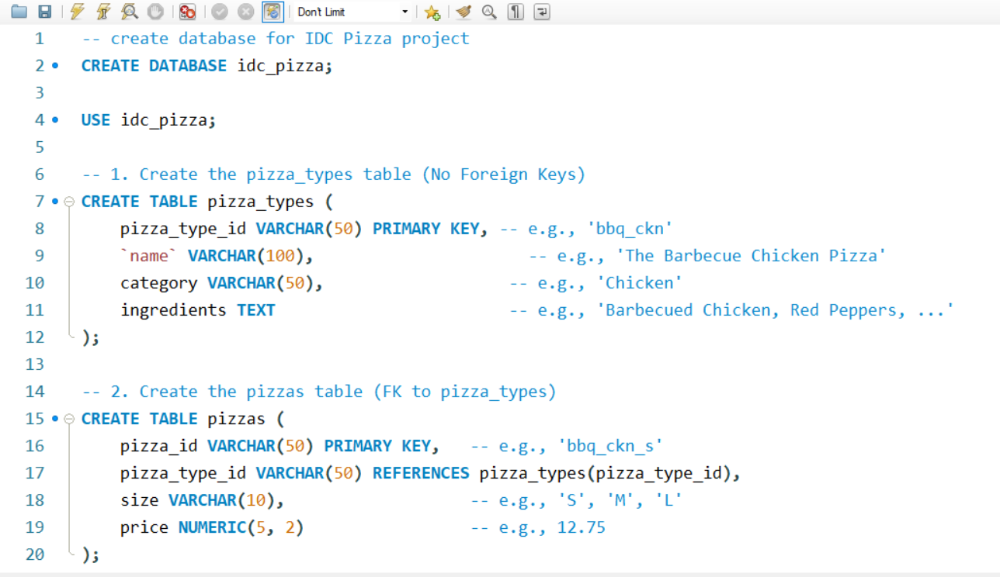 Don't Limit
1 -- create database for IDC Pizza project
2 CREATE DATABASE idc_pizza;
3
4 USE idc_pizza;
5
6 -- 1. Create the pizza_types table (No Foreign Keys)
7 CREATE TABLE pizza_types (
8 pizza_type_id VARCHAR(50) PRIMARY KEY, -- e.g., 'bbq_ckn'
9 `name` VARCHAR(100), -- e.g., 'The Barbecue Chicken Pizza'
10 category VARCHAR(50), -- e.g., 'Chicken'
11 ingredients TEXT -- e.g., 'Barbecued Chicken, Red Peppers, ...'
12 );
13
14 -- 2. Create the pizzas table (FK to pizza_types)
15 CREATE TABLE pizzas (
16 pizza_id VARCHAR(50) PRIMARY KEY, -- e.g., 'bbq_ckn_s'
17 pizza_type_id VARCHAR(50) REFERENCES pizza_types(pizza_type_id),
18 size VARCHAR(10), -- e.g., 'S', 'M', 'L'
19 price NUMERIC(5, 2) -- e.g., 12.75
20 );